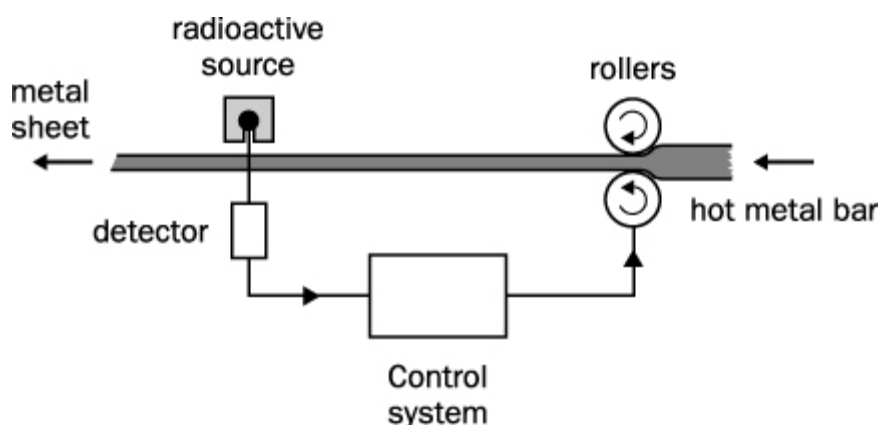 radioactive
source
rollers
metal
sheet
detector
hot metal bar
Control
system